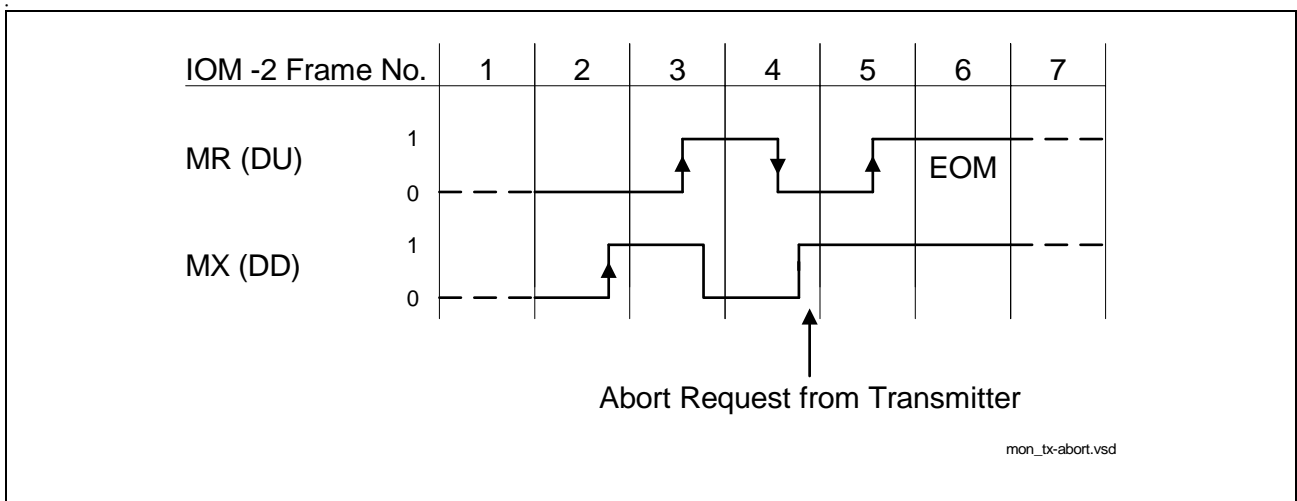 IOM -2 Frame No. 1 2 3 4 5 6 7
1
MR (DU)
EOM
0
1
MX (DD)
0
Abort Request from Transmitter
mon_tx-abort.vsd